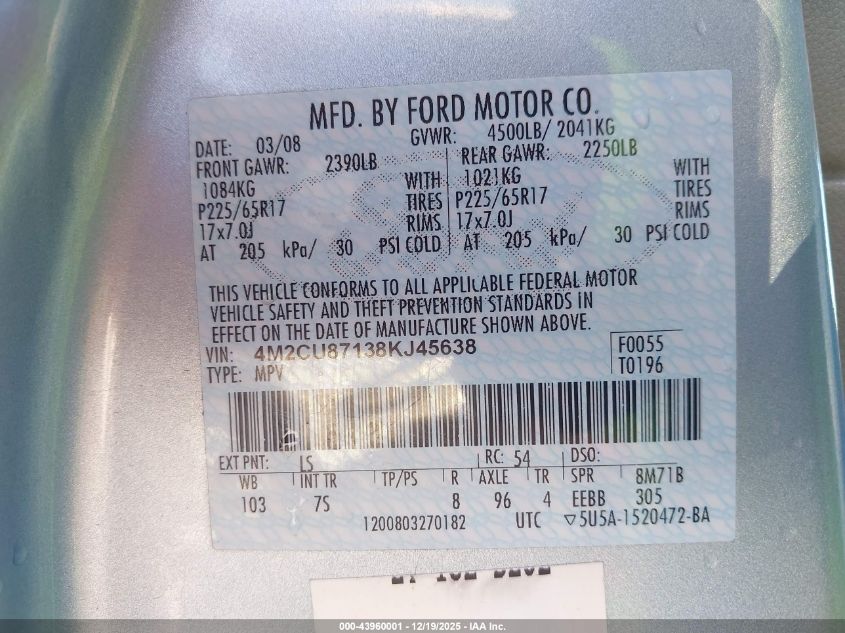 MFD. BY FORD MOTOR CO.
DATE: 03/08 GVWR: 4500LB/ 2041KG
FRONT GAWR: 2390LB REAR GAWR: 2250LB
1084KG WITH 1021KG WITH
P225/65R17 TIRES P225/65R17 TIRES
17x7.0J RIMS 17x7.0J RIMS
AT 205 kPa/ 30 PSI COLD AT 205 kPa/ 30 PSI COLD
THIS VEHICLE CONFORMS TO ALL APPLICABLE FEDERAL MOTOR
VEHICLE SAFETY AND THEFT PREVENTION STANDARDS IN
EFFECT ON THE DATE OF MANUFACTURE SHOWN ABOVE.
VIN: 4M2CU87138KJ45638 F0055
TYPE: MPV T0196
EXT PNT: LS RC: 54 DSO:
WB INT TR TP/PS R AXLE TR SPR 8M71B
103 7S 8 96 4 EEBB 305
1200803270182 UTC ▽5U5A-1520472-BA
000-43960001 - 12/19/2025 - IAA Inc.